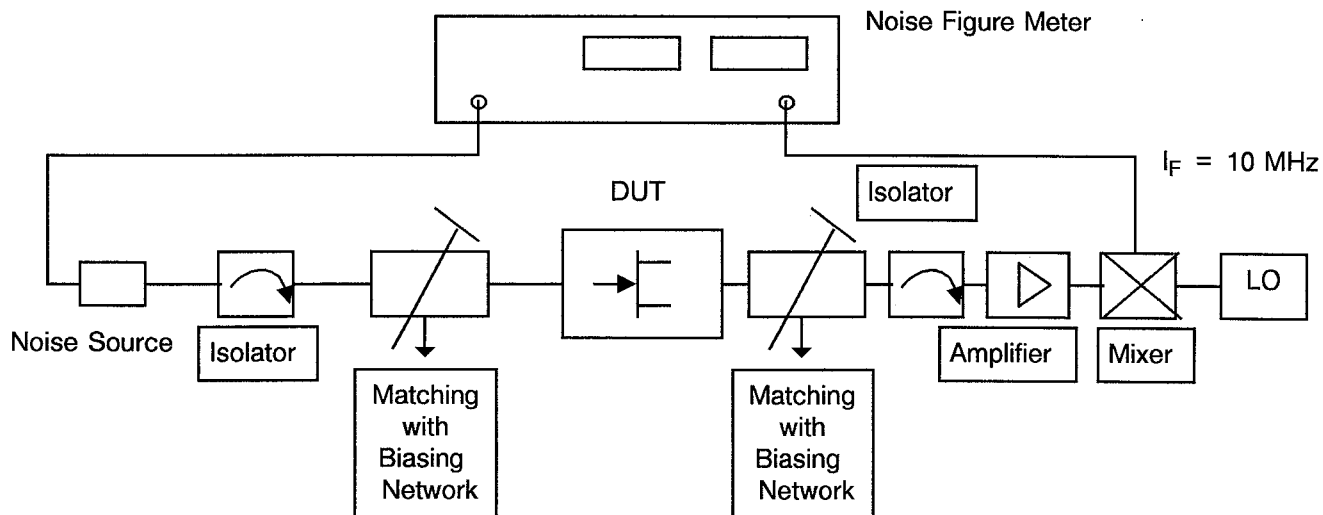 Noise Figure Meter
I_F = 10 MHz
Isolator
DUT
LO
Noise Source
Isolator
Amplifier
Mixer
Matching
with
Biasing
Network
Matching
with
Biasing
Network